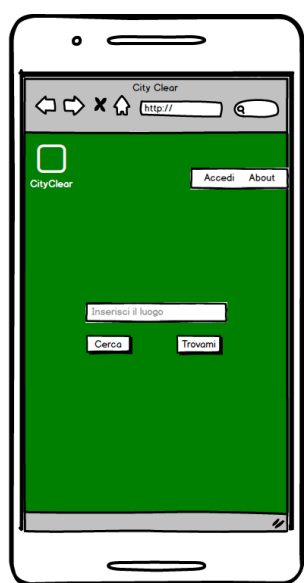 City Clear
http://
CityClear
Accedi About
Inserisci il luogo
Cerca Trovami